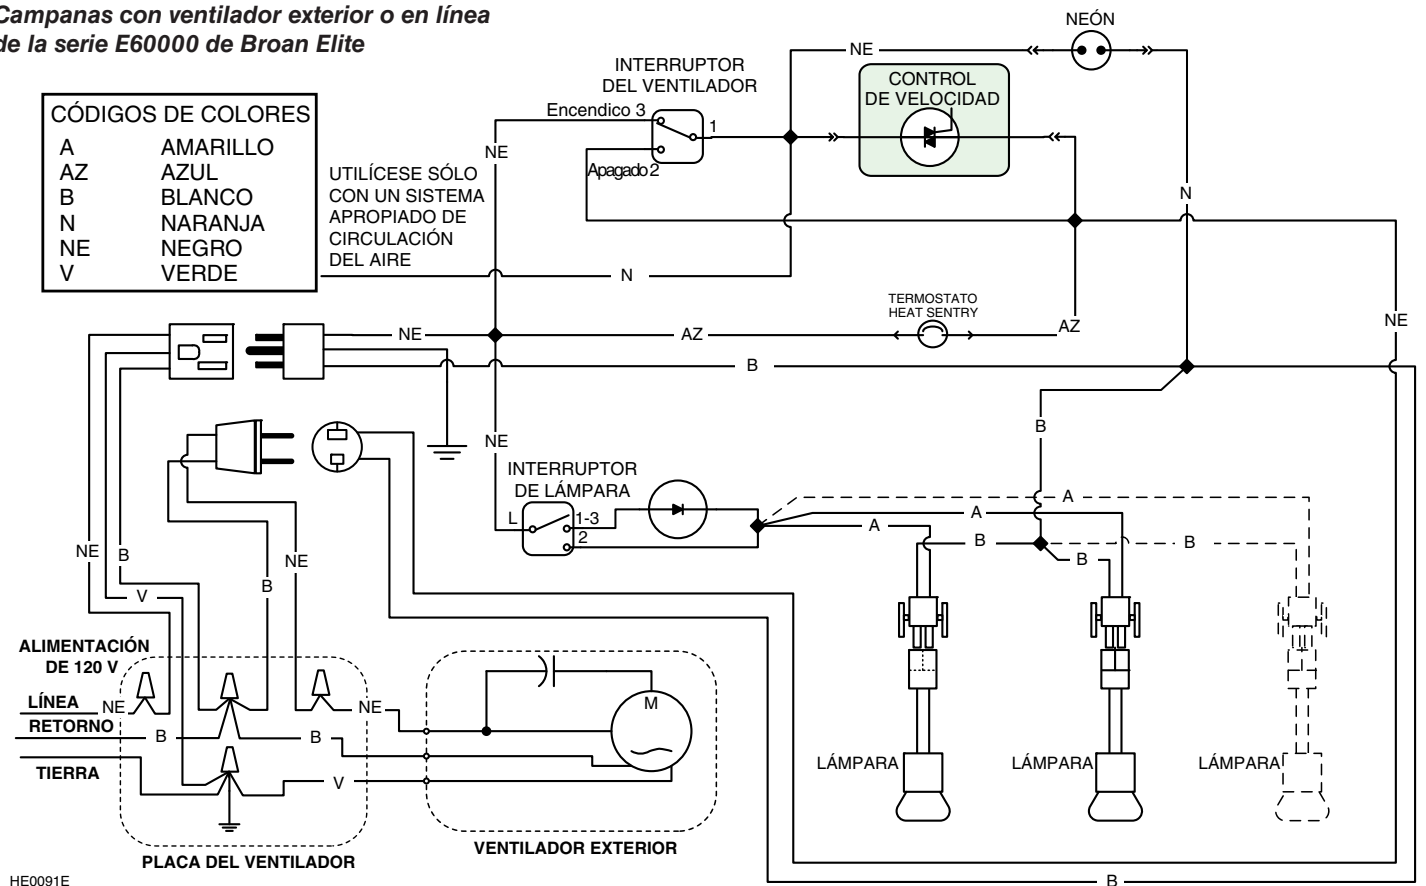 Campanas con ventilador exterior o en línea
de la serie E60000 de Broan Elite
CÓDIGOS DE COLORES
A AMARILLO
AZ AZUL
B BLANCO
N NARANJA
NE NEGRO
V VERDE
UTILÍCESE SÓLO
CON UN SISTEMA
APROPIADO DE
CIRCULACIÓN
DEL AIRE
INTERRUPTOR
DEL VENTILADOR
Encendico 3
1
Apagado 2
NE
NE
NEÓN
CONTROL
DE VELOCIDAD
N
N
TERMOSTATO
HEAT SENTRY
NE
AZ
AZ
NE
B
B
NE
INTERRUPTOR
DE LÁMPARA
L
1-3
2
A
A
A
B
B
B
NE
B
V
B
NE
ALIMENTACIÓN
DE 120 V
LÍNEA
NE
RETORNO
B
TIERRA
NE
B
V
M
LÁMPARA
LÁMPARA
LÁMPARA
PLACA DEL VENTILADOR
VENTILADOR EXTERIOR
B
HE0091E